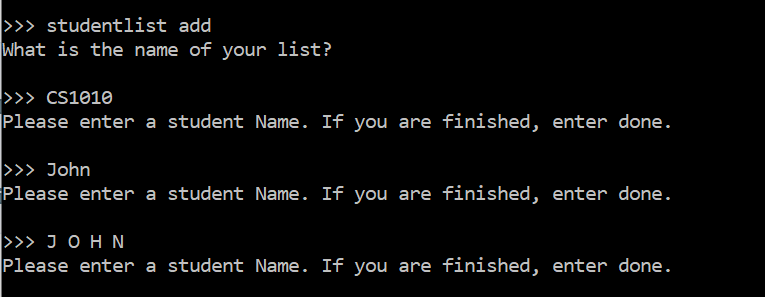 >>> studentlist add
What is the name of your list?
>>> CS1010
Please enter a student Name. If you are finished, enter done.
>>> John
Please enter a student Name. If you are finished, enter done.
>>> J O H N
Please enter a student Name. If you are finished, enter done.